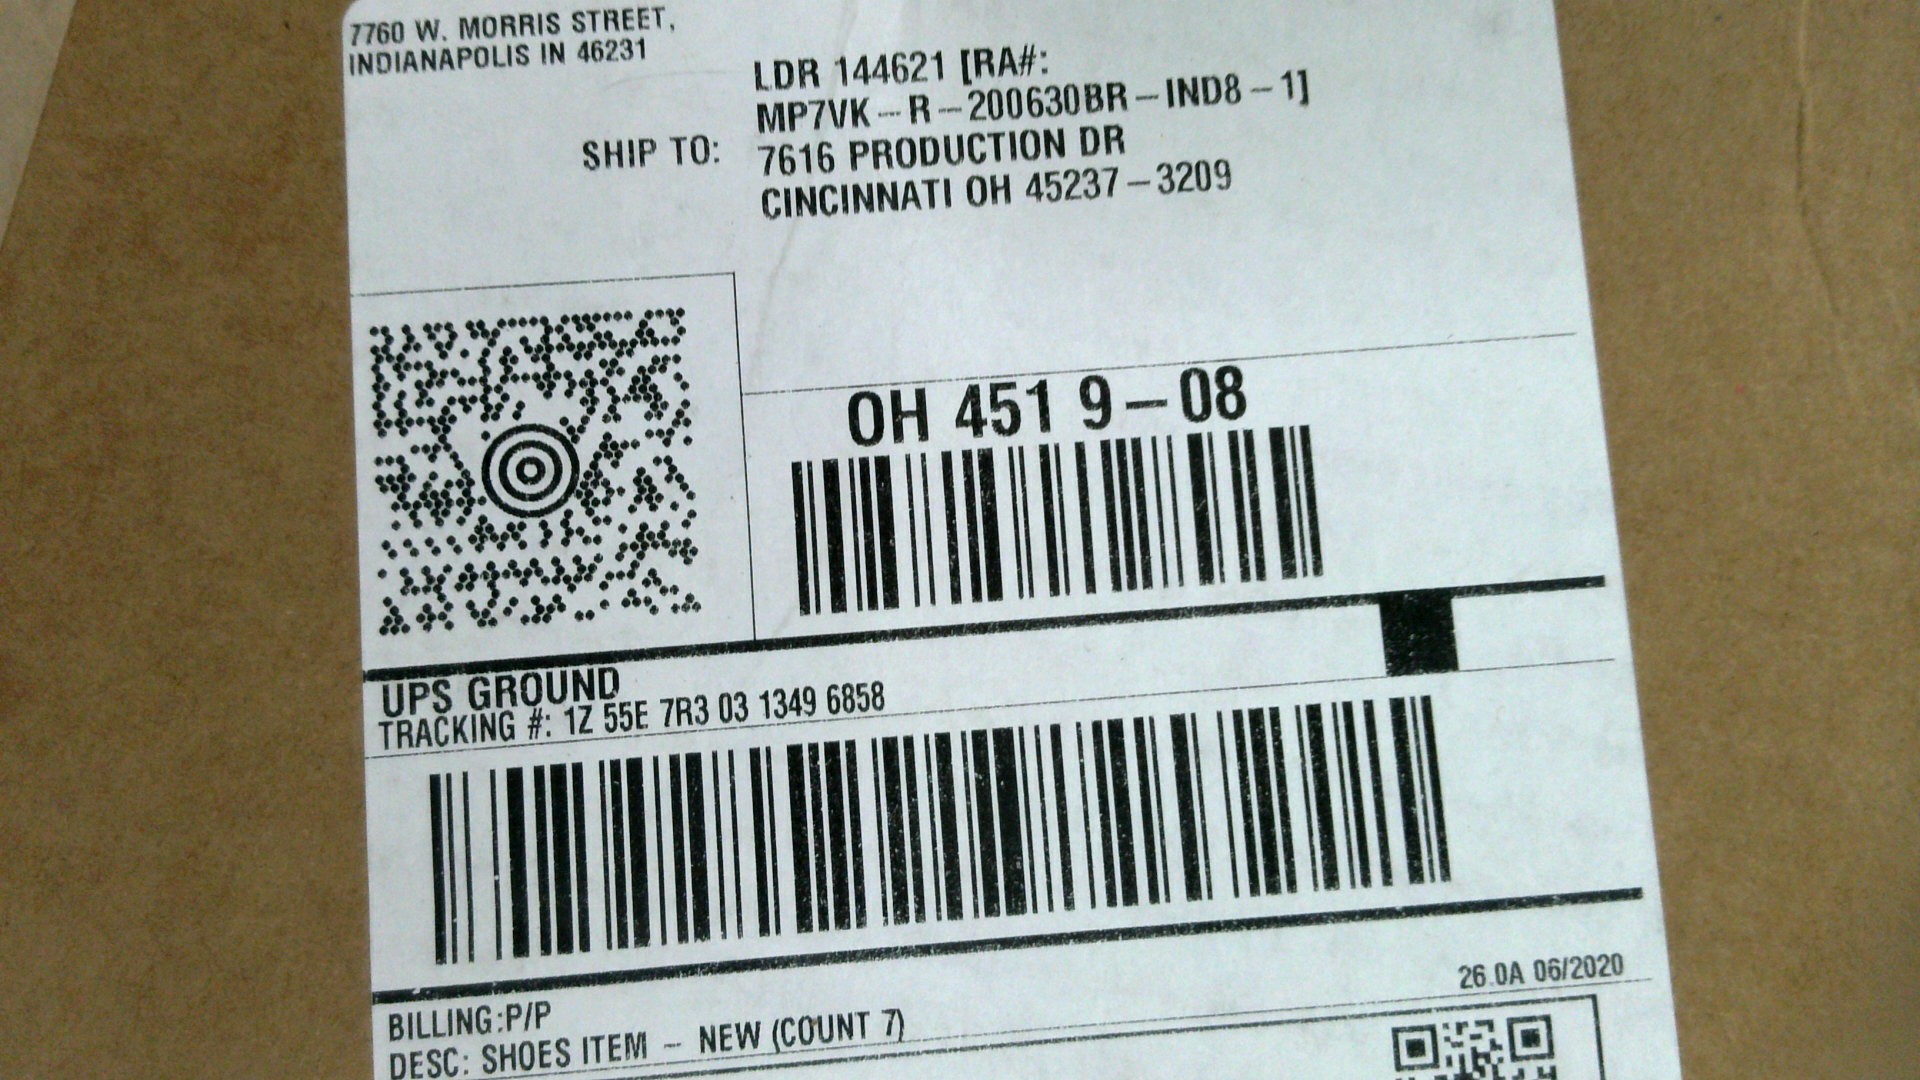 7760 W. MORRIS STREET,
INDIANAPOLIS IN 46231
LDR 144621 [RA#:
MP7VK-R-200630BR-IND8-1]
SHIP TO: 7616 PRODUCTION DR
CINCINNATI OH 45237-3209
OH 451 9-08
UPS GROUND
TRACKING #: 1Z 55E 7R3 03 1349 6858
26.0A 06/2020
BILLING:P/P
DESC: SHOES ITEM - NEW (COUNT 7)